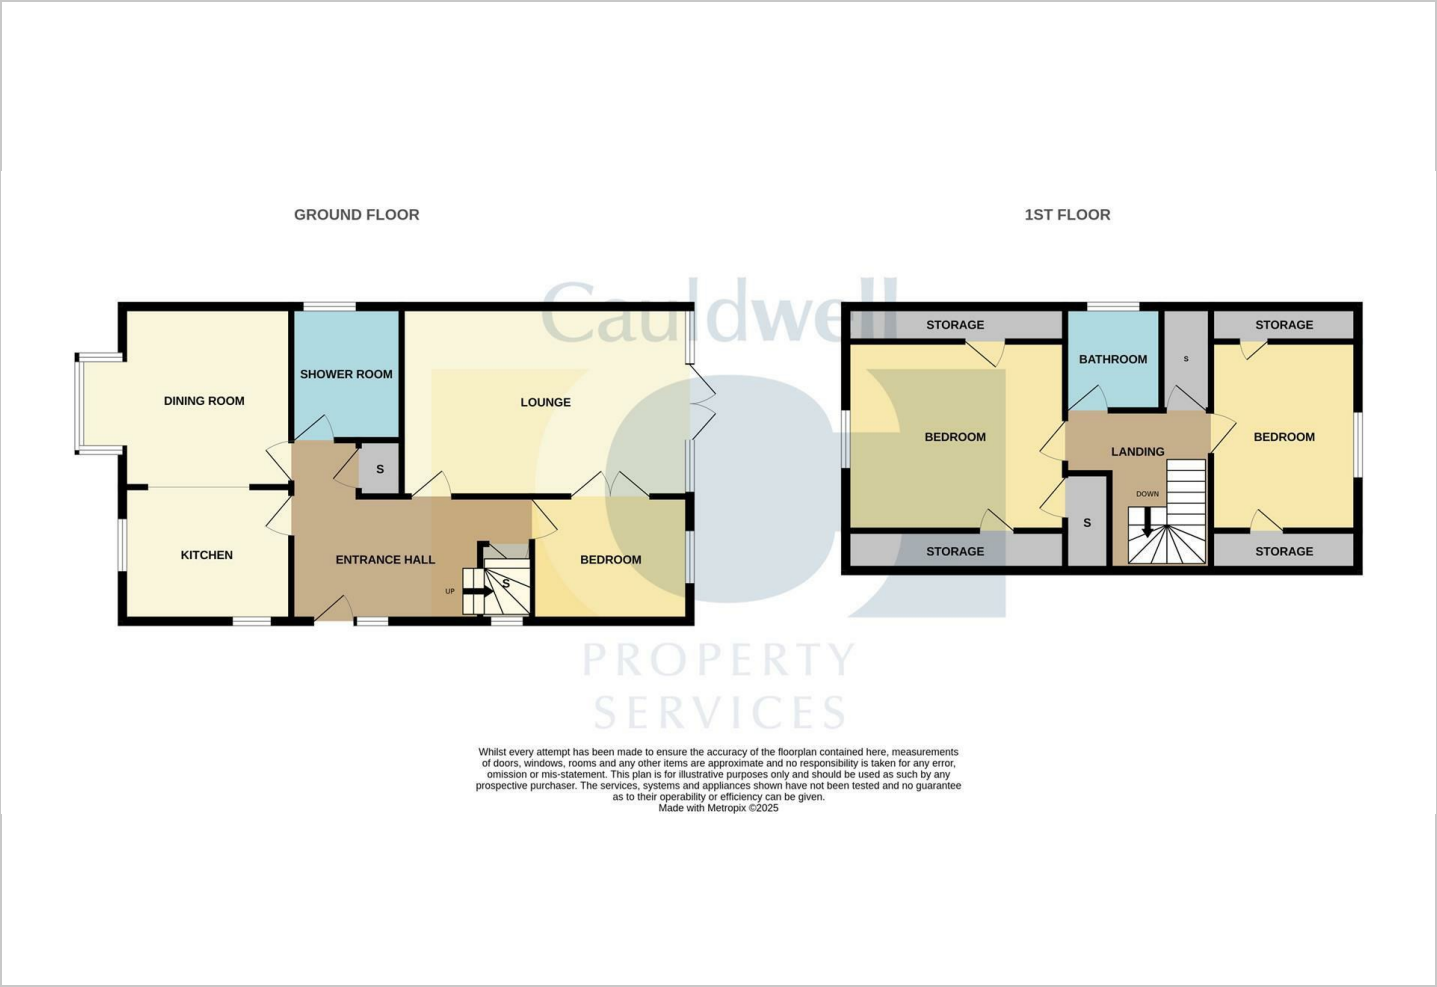 GROUND FLOOR
1ST FLOOR
Cauldwell
STORAGE
STORAGE
SHOWER ROOM
BATHROOM
S
DINING ROOM
LOUNGE
BEDROOM
BEDROOM
LANDING
S
DOWN
S
KITCHEN
ENTRANCE HALL
BEDROOM
STORAGE
STORAGE
UP
S
PROPERTY
SERVICES
Whilst every attempt has been made to ensure the accuracy of the floorplan contained here, measurements
of doors, windows, rooms and any other items are approximate and no responsibility is taken for any error,
omission or mis-statement. This plan is for illustrative purposes only and should be used as such by any
prospective purchaser. The services, systems and appliances shown have not been tested and no guarantee
as to their operability or efficiency can be given.
Made with Metropix ©2025